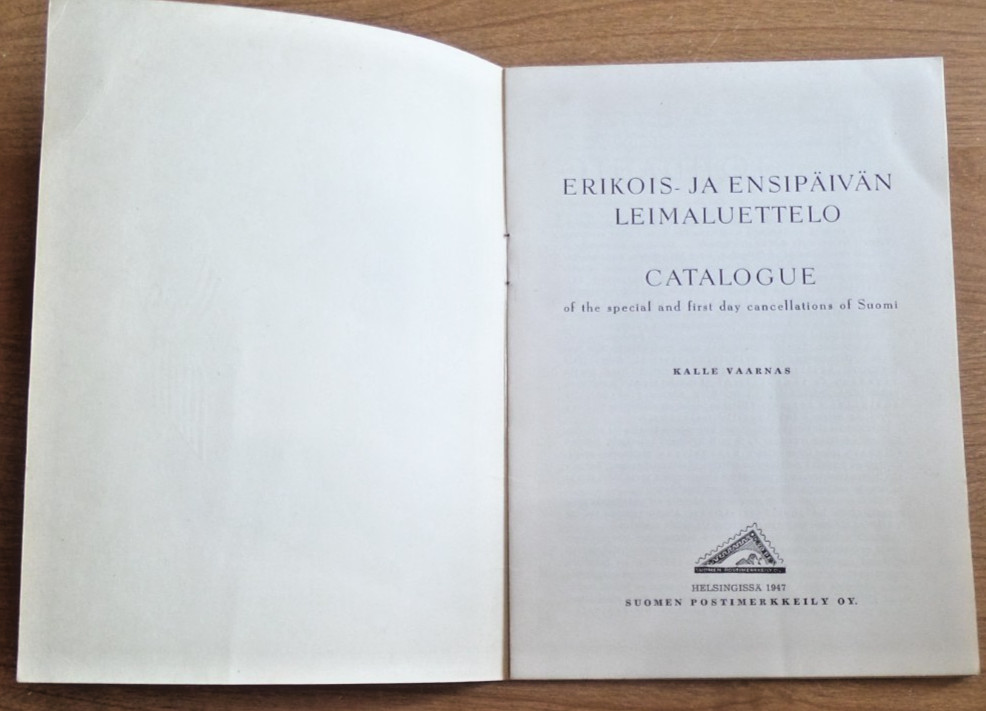 ERIKOIS- JA ENSIPÄIVÄN
LEIMALUETTELO
CATALOGUE
of the special and first day cancellations of Suomi
KALLE VAARNAS
HELSINGISSÄ 1947
SUOMEN POSTIMERKKEILY OY.